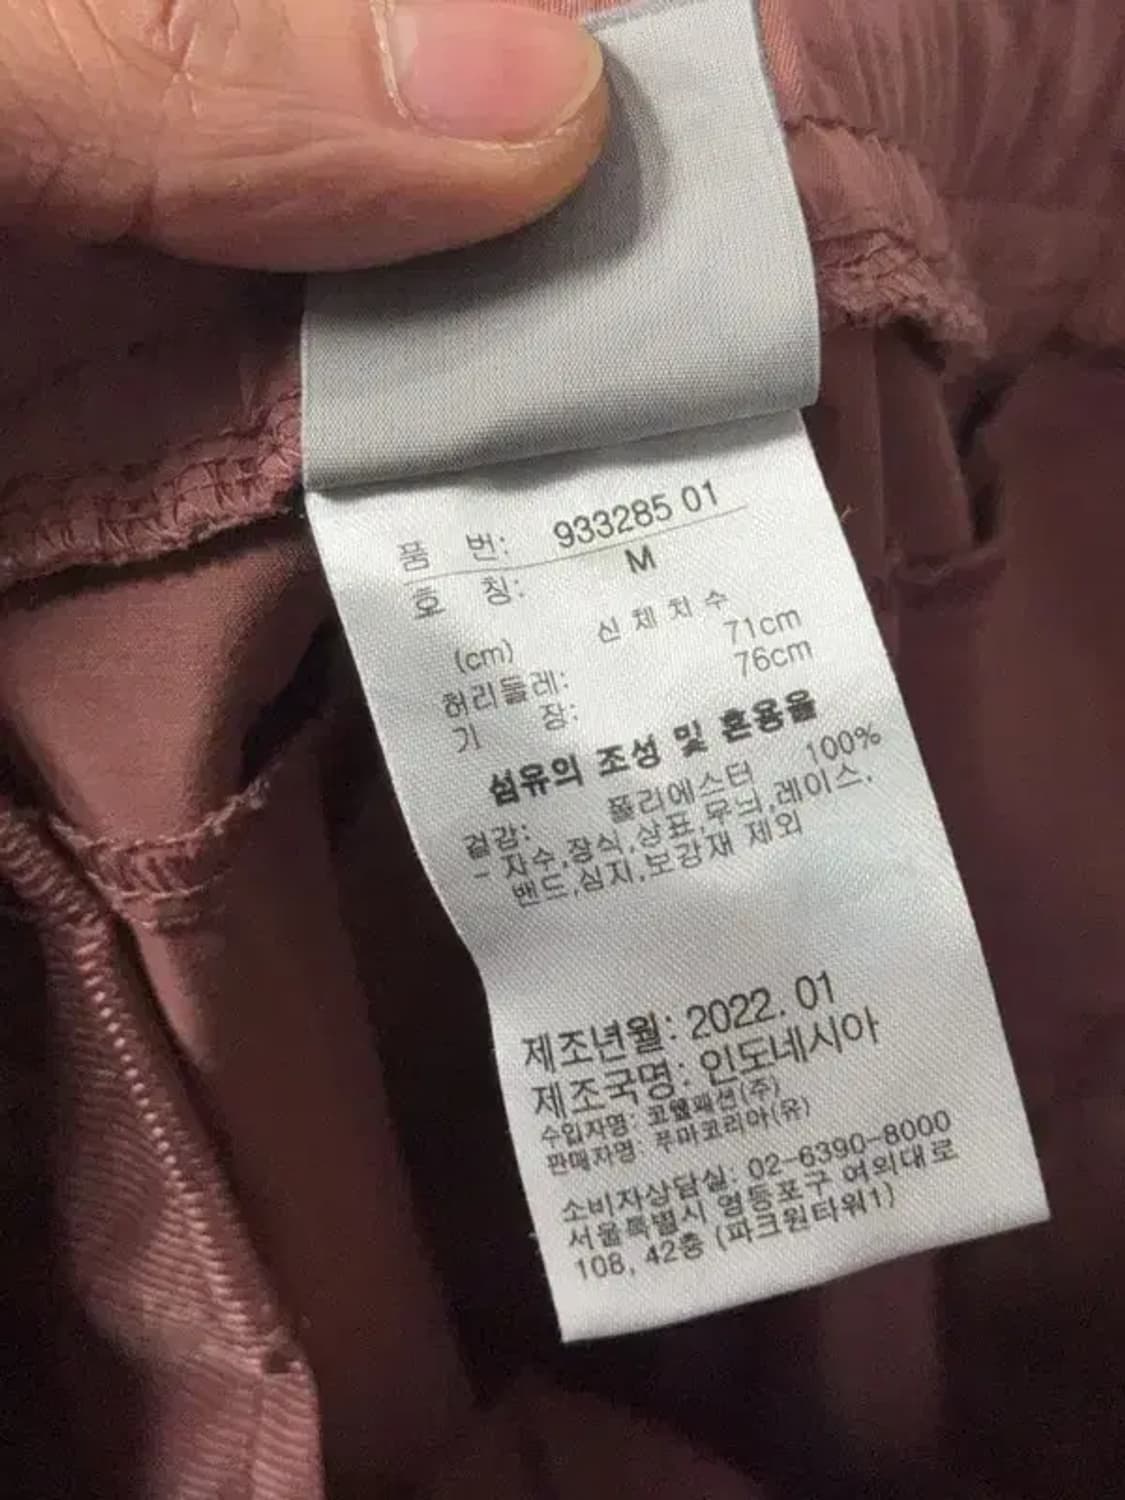 품 번: 933285 01
호 칭: M
(cm) 신체치수
허리둘레: 71cm
기 장: 76cm
섬유의 조성 및 혼용율
겉감: 폴리에스터 100%
- 자수,장식,상표,무늬,레이스,
밴드,심지,보강재 제외
제조년월: 2022. 01
제조국명: 인도네시아
수입자명: 코웰패션(주)
판매자명: 푸마코리아(유)
소비자상담실: 02-6390-8000
서울특별시 영등포구 여의대로
108, 42층 (파크원타워1)